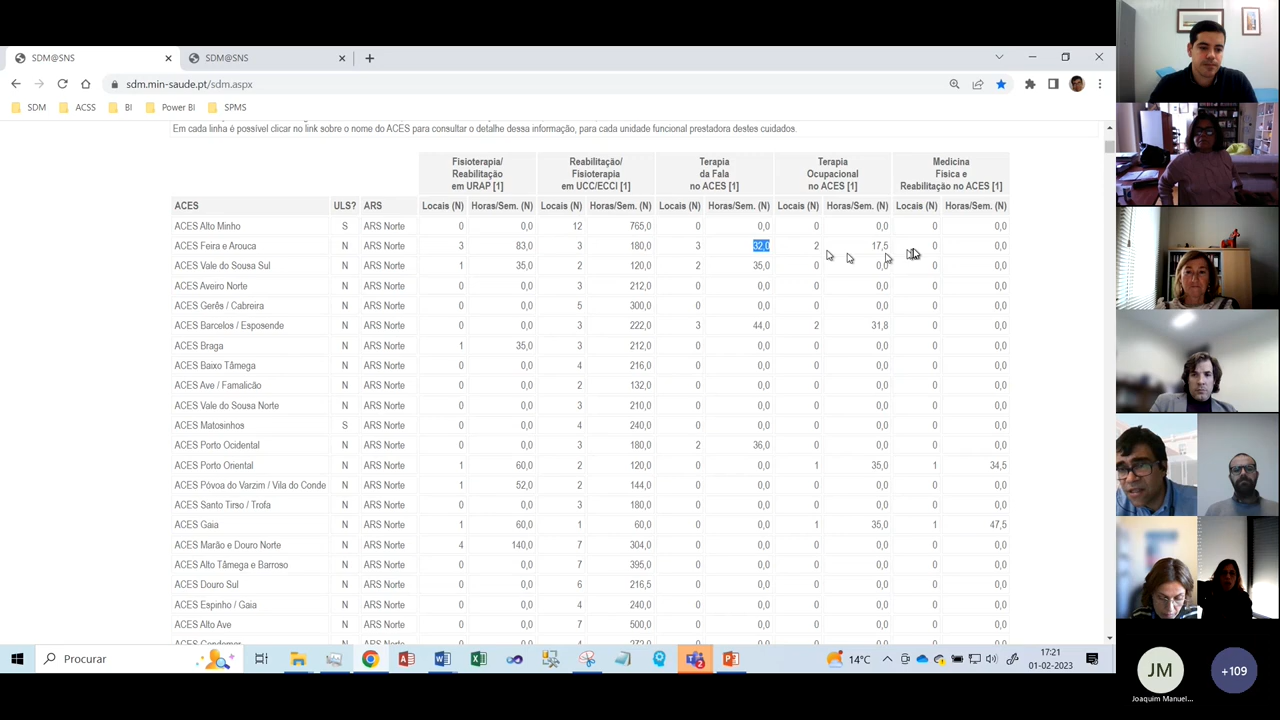 SDM@SNS
SDM@SNS
sdm.min-saude.pt/sdm.aspx
SDM ACSS BI Power BI SPMS
Em cada linha é possível clicar no link sobre o nome do ACES para consultar o detalhe dessa informação, para cada unidade funcional prestadora destes cuidados.
Fisioterapia/ Reabilitação/ Terapia Terapia Medicina
Reabilitação Fisioterapia da Fala Ocupacional Fisica e
em URAP [1] em UCC/ECCI [1] no ACES [1] no ACES [1] Reabilitação no ACES [1]
ACES ULS? ARS Locais (N) Horas/Sem. (N) Locais (N) Horas/Sem. (N) Locais (N) Horas/Sem. (N) Locais (N) Horas/Sem. (N) Locais (N) Horas/Sem. (N)
ACES Alto Minho S ARS Norte 0 0,0 12 765,0 0 0,0 0 0,0 0 0,0
ACES Feira e Arouca N ARS Norte 3 83,0 3 180,0 3 32,0 2 17,5 0 0,0
ACES Vale do Sousa Sul N ARS Norte 1 35,0 2 120,0 2 35,0 0 0,0 0 0,0
ACES Aveiro Norte N ARS Norte 0 0,0 3 212,0 0 0,0 0 0,0 0 0,0
ACES Gerês / Cabreira N ARS Norte 0 0,0 5 300,0 0 0,0 0 0,0 0 0,0
ACES Barcelos / Esposende N ARS Norte 0 0,0 3 222,0 3 44,0 2 31,8 0 0,0
ACES Braga N ARS Norte 1 35,0 3 212,0 0 0,0 0 0,0 0 0,0
ACES Baixo Tâmega N ARS Norte 0 0,0 4 216,0 0 0,0 0 0,0 0 0,0
ACES Ave / Famalicão N ARS Norte 0 0,0 2 132,0 0 0,0 0 0,0 0 0,0
ACES Vale do Sousa Norte N ARS Norte 0 0,0 3 210,0 0 0,0 0 0,0 0 0,0
ACES Matosinhos S ARS Norte 0 0,0 4 240,0 0 0,0 0 0,0 0 0,0
ACES Porto Ocidental N ARS Norte 0 0,0 3 180,0 2 36,0 0 0,0 0 0,0
ACES Porto Oriental N ARS Norte 1 60,0 2 120,0 0 0,0 1 35,0 1 34,5
ACES Póvoa do Varzim / Vila do Conde N ARS Norte 1 52,0 2 144,0 0 0,0 0 0,0 0 0,0
ACES Santo Tirso / Trofa N ARS Norte 0 0,0 3 180,0 0 0,0 0 0,0 0 0,0
ACES Gaia N ARS Norte 1 60,0 1 60,0 0 0,0 1 35,0 1 47,5
ACES Marão e Douro Norte N ARS Norte 4 140,0 7 304,0 0 0,0 0 0,0 0 0,0
ACES Alto Tâmega e Barroso N ARS Norte 0 0,0 7 395,0 0 0,0 0 0,0 0 0,0
ACES Douro Sul N ARS Norte 0 0,0 6 216,5 0 0,0 0 0,0 0 0,0
ACES Espinho / Gaia N ARS Norte 0 0,0 4 240,0 0 0,0 0 0,0 0 0,0
ACES Alto Ave N ARS Norte 0 0,0 7 500,0 0 0,0 0 0,0 0 0,0
Procurar
14°C
17:21
01-02-2023
JM
+109
Joaquim Manuel...